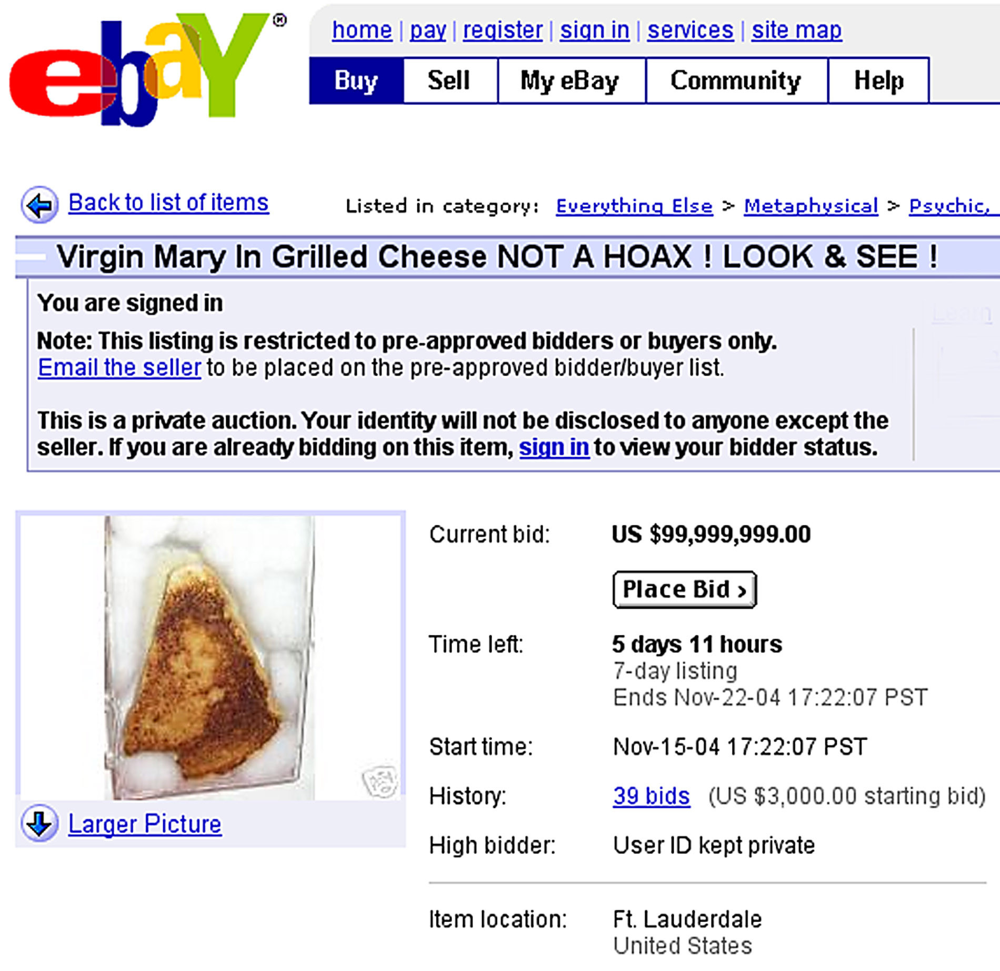 ebaY®
home | pay | register | sign in | services | site map
Buy Sell My eBay Community Help
Back to list of items Listed in category: Everything Else > Metaphysical > Psychic,
Virgin Mary In Grilled Cheese NOT A HOAX ! LOOK & SEE !
You are signed in
Learn
Note: This listing is restricted to pre-approved bidders or buyers only.
Email the seller to be placed on the pre-approved bidder/buyer list.
This is a private auction. Your identity will not be disclosed to anyone except the
seller. If you are already bidding on this item, sign in to view your bidder status.
Current bid: US $99,999,999.00
Place Bid ›
Time left: 5 days 11 hours
7-day listing
Ends Nov-22-04 17:22:07 PST
Start time: Nov-15-04 17:22:07 PST
History: 39 bids (US $3,000.00 starting bid)
Larger Picture
High bidder: User ID kept private
Item location: Ft. Lauderdale
United States